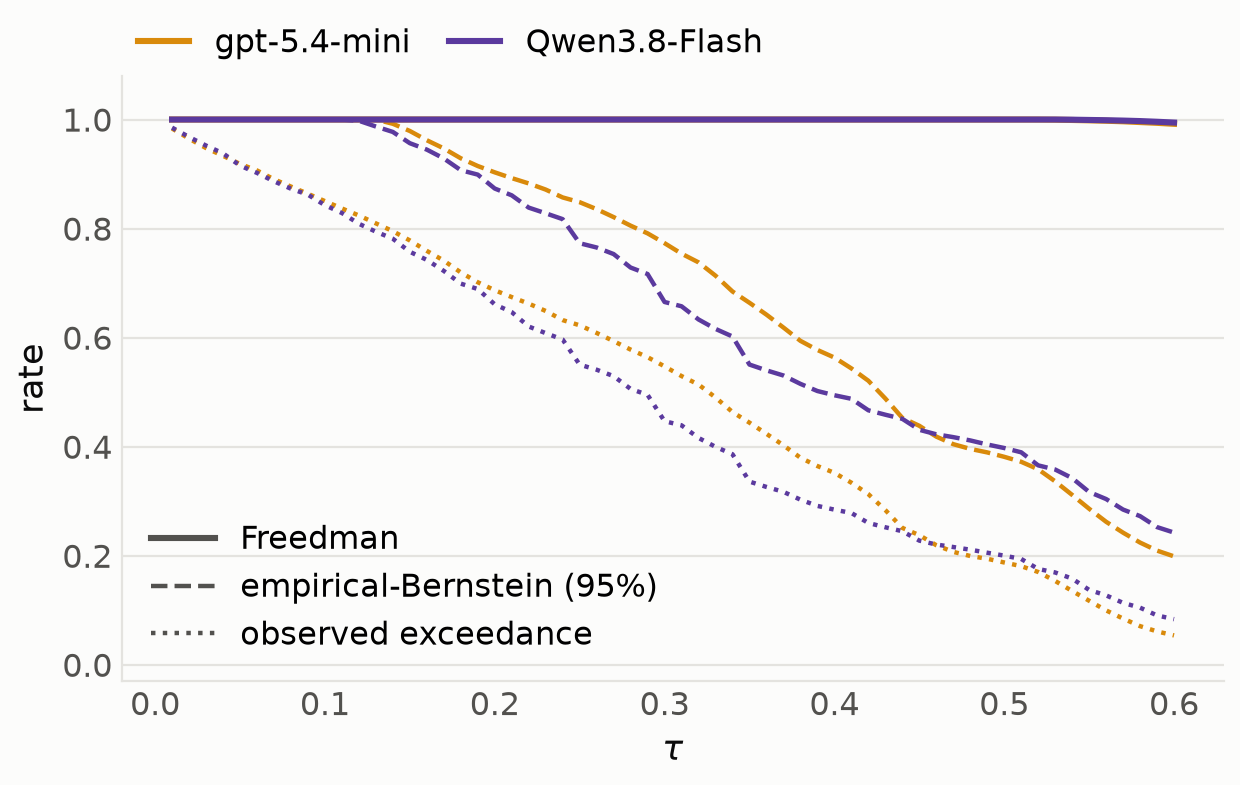 gpt-5.4-mini Qwen3.8-Flash
1.0
0.8
0.6
0.4
0.2
0.0
rate
Freedman
empirical-Bernstein (95%)
observed exceedance
0.0 0.1 0.2 0.3 0.4 0.5 0.6
τ